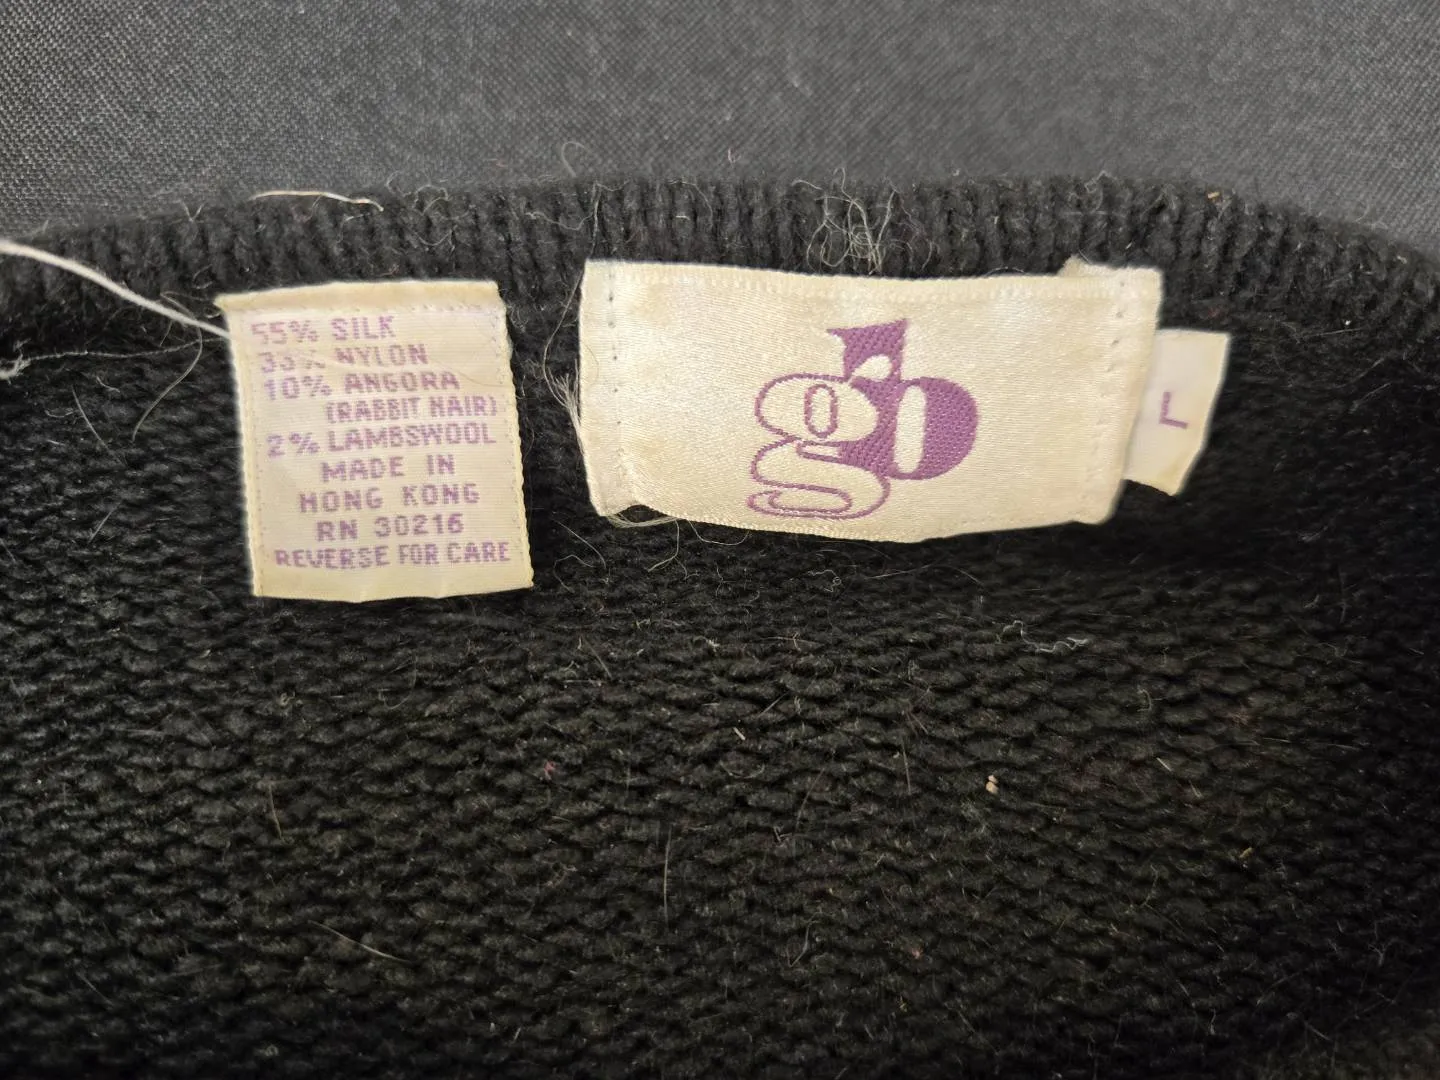 55% SILK
33% NYLON
10% ANGORA
(RABBIT HAIR)
2% LAMBSWOOL
MADE IN
HONG KONG
RN 30216
REVERSE FOR CARE
gb
L